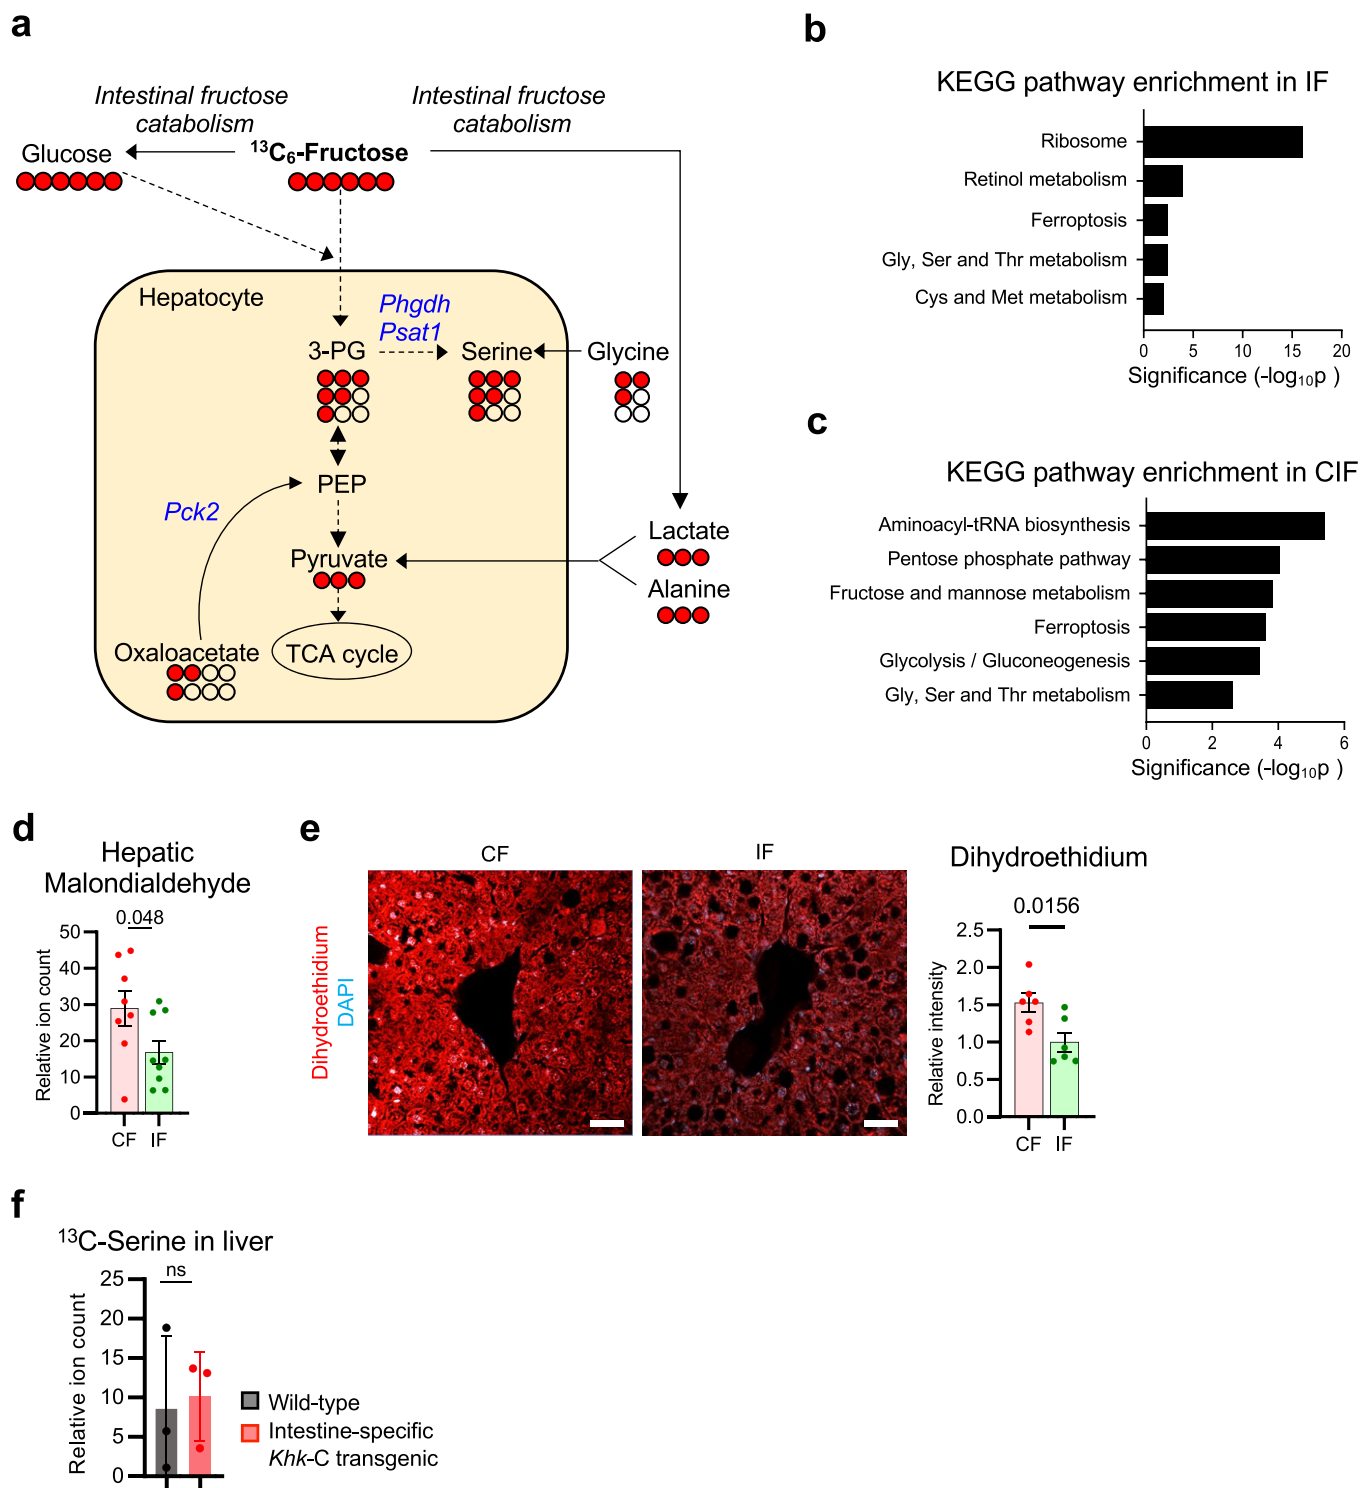 a
Intestinal fructose
catabolism
Intestinal fructose
catabolism
Glucose
¹³C₆-Fructose
Hepatocyte
Phgdh
Psat1
3-PG
Serine
Glycine
PEP
Pck2
Pyruvate
Lactate
Alanine
Oxaloacetate
TCA cycle
b
KEGG pathway enrichment in IF
Ribosome
Retinol metabolism
Ferroptosis
Gly, Ser and Thr metabolism
Cys and Met metabolism
0 5 10 15 20
Significance (-log₁₀p )
c
KEGG pathway enrichment in CIF
Aminoacyl-tRNA biosynthesis
Pentose phosphate pathway
Fructose and mannose metabolism
Ferroptosis
Glycolysis / Gluconeogenesis
Gly, Ser and Thr metabolism
0 2 4 6
Significance (-log₁₀p )
d
Hepatic
Malondialdehyde
0.048
Relative ion count
50
40
30
20
10
0
CF IF
e
CF
IF
Dihydroethidium
DAPI
Dihydroethidium
0.0156
Relative intensity
2.5
2.0
1.5
1.0
0.5
0.0
CF IF
f
¹³C-Serine in liver
ns
Relative ion count
25
20
15
10
5
0
Wild-type
Intestine-specific
Khk-C transgenic